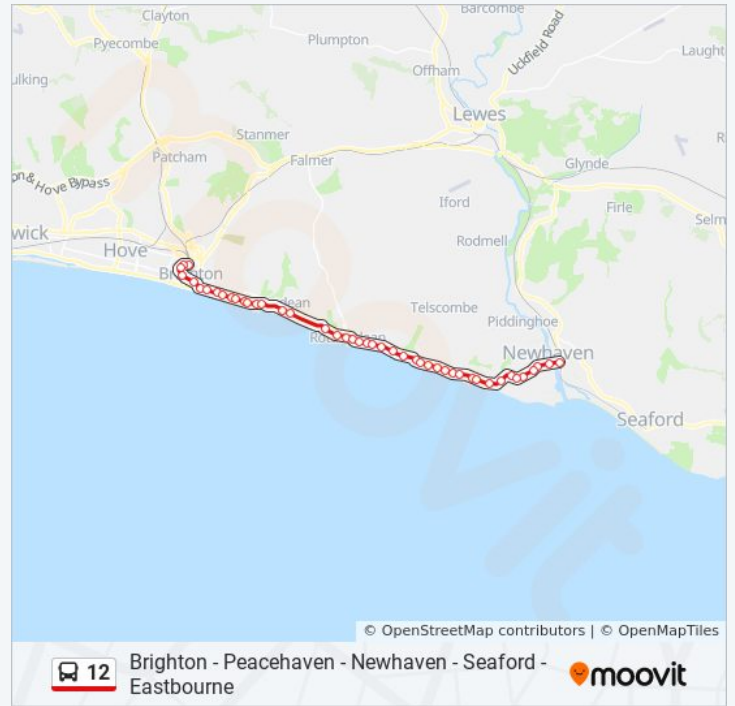 Clayton
Barcombe
Pyecombe
Plumpton
Uckfield Road
Laught
Offham
ulking
Lewes
Stanmer
Patcham
Falmer
Glynde
on & Hove Bypass
Iford
Firle
Selm
wick
Hove
Rodmell
Brighton
Telscombe
dean
Piddinghoe
Newhaven
Seaford
moovit
© OpenStreetMap contributors | © OpenMapTiles
12
Brighton - Peacehaven - Newhaven - Seaford -
Eastbourne
moovit